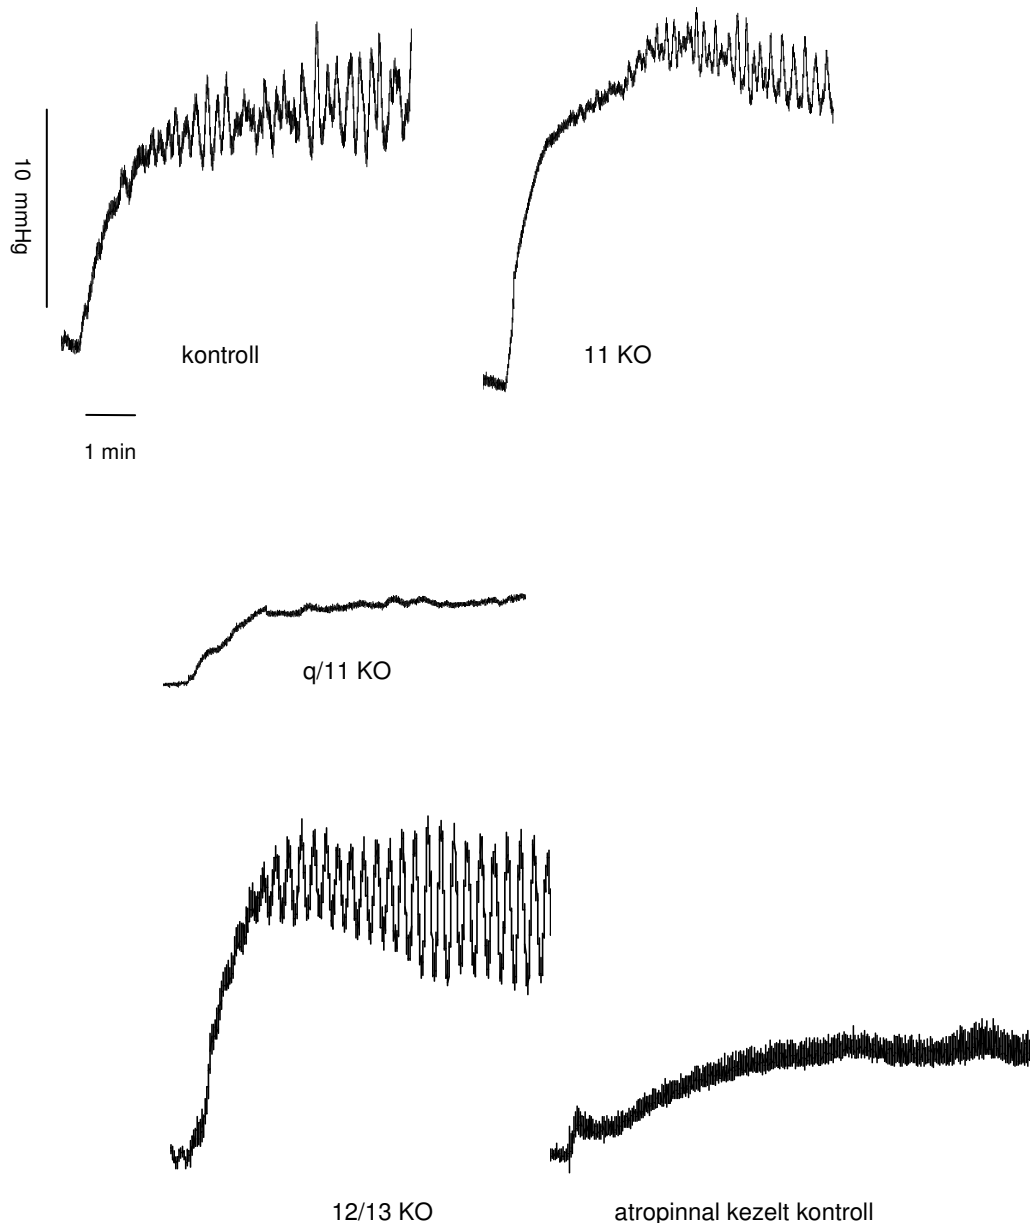 10 mmHg
kontroll
11 KO
1 min
q/11 KO
12/13 KO
atropinnal kezelt kontroll